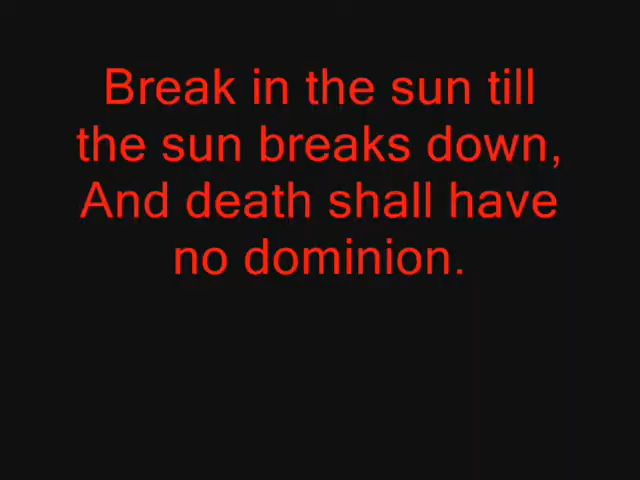 Break in the sun till
the sun breaks down,
And death shall have
no dominion.